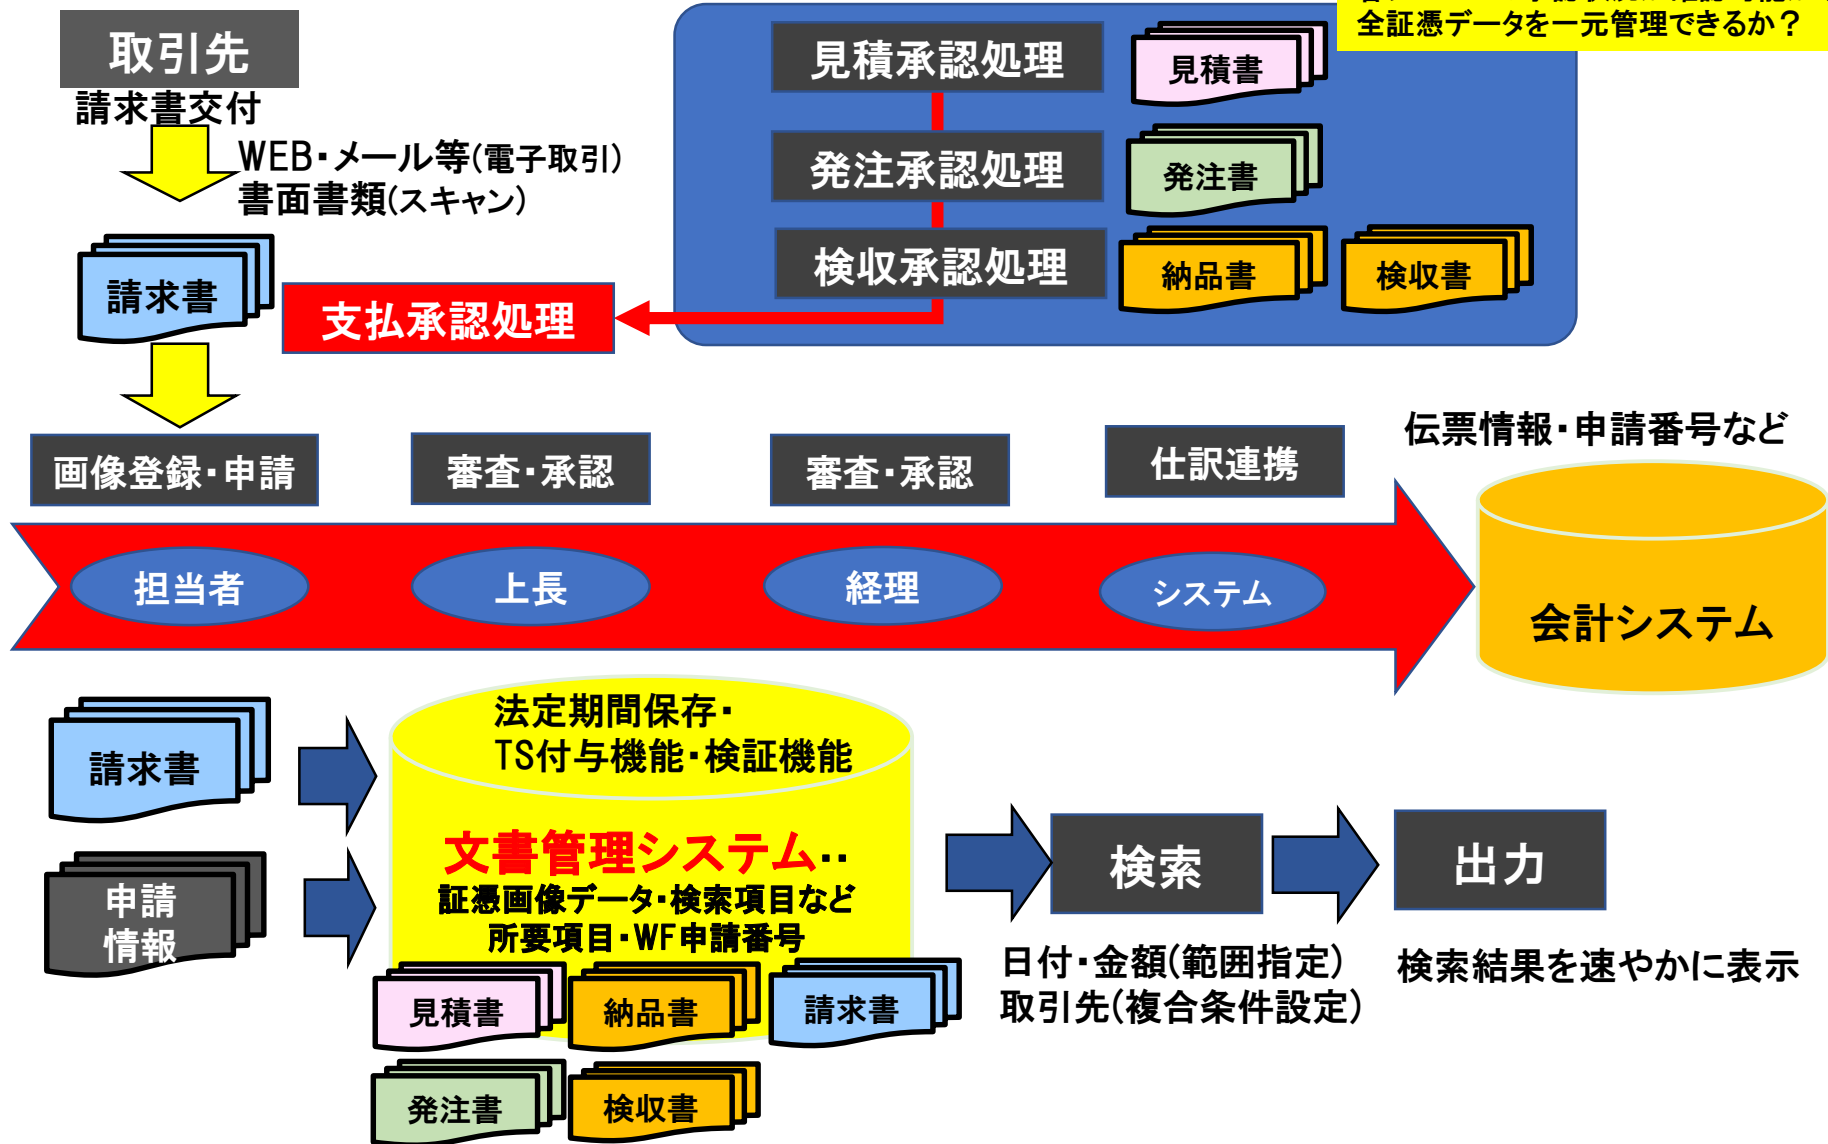 全証憑データを一元管理できるか？
取引先
請求書交付
WEB・メール等(電子取引)
書面書類(スキャン)
請求書
支払承認処理
見積承認処理
見積書
発注承認処理
発注書
検収承認処理
納品書
検収書
画像登録・申請
審査・承認
審査・承認
仕訳連携
伝票情報・申請番号など
担当者
上長
経理
システム
会計システム
請求書
申請
情報
法定期間保存・
TS付与機能・検証機能
文書管理システム・・
証憑画像データ・検索項目など
所要項目・WF申請番号
見積書
納品書
請求書
発注書
検収書
検索
出力
日付・金額(範囲指定)
取引先(複合条件設定)
検索結果を速やかに表示